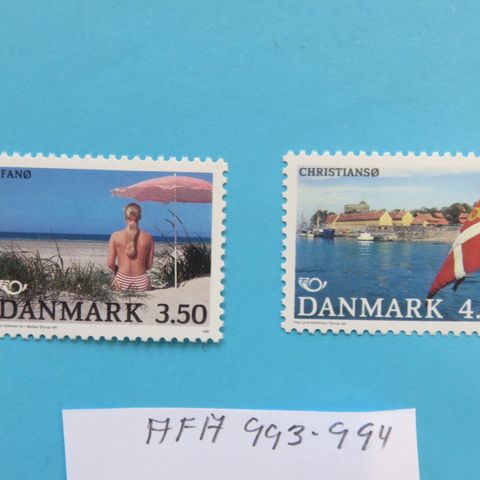 FANØ
DANMARK 3.50
CHRISTIANSØ
DANMARK 4.
AFA 993-994